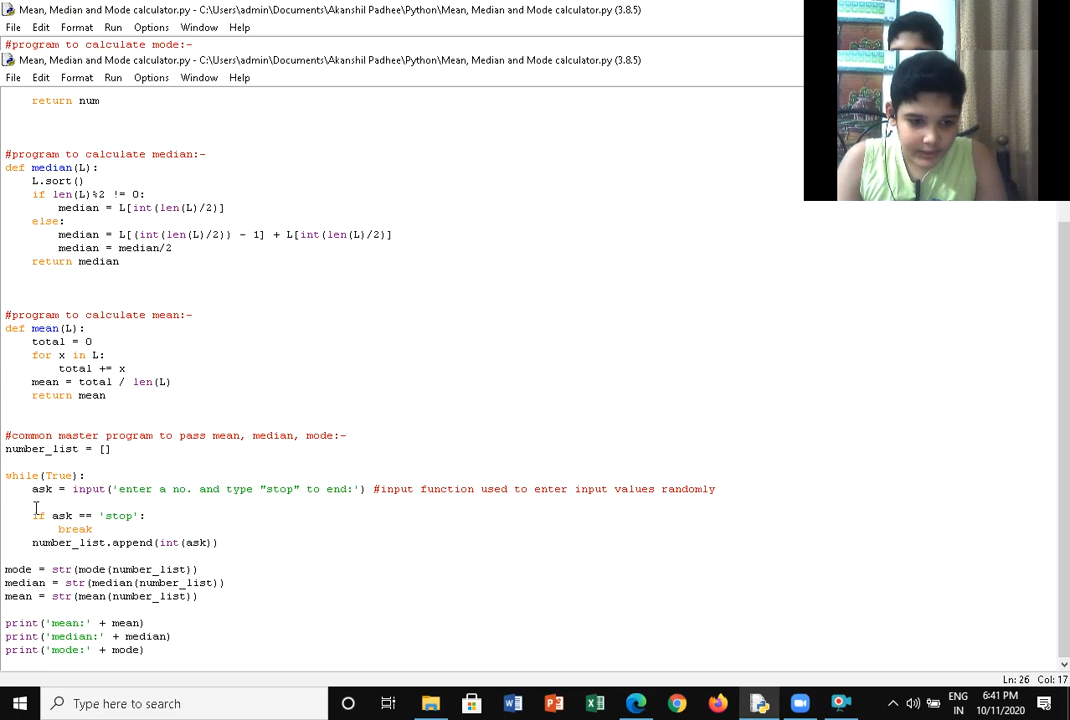 Mean, Median and Mode calculator.py - C:\Users\admin\Documents\Akanshil Padhee\Python\Mean, Median and Mode calculator.py (3.8.5)
File Edit Format Run Options Window Help
#program to calculate mode:-
Mean, Median and Mode calculator.py - C:\Users\admin\Documents\Akanshil Padhee\Python\Mean, Median and Mode calculator.py (3.8.5)
File Edit Format Run Options Window Help
return num
#program to calculate median:-
def median(L):
L.sort()
if len(L)%2 != 0:
median = L[int(len(L)/2)]
else:
median = L[(int(len(L)/2)) - 1] + L[int(len(L)/2)]
median = median/2
return median
#program to calculate mean:-
def mean(L):
total = 0
for x in L:
total += x
mean = total / len(L)
return mean
#common master program to pass mean, median, mode:-
number_list = []
while(True):
ask = input('enter a no. and type "stop" to end:') #input function used to enter input values randomly
if ask == 'stop':
break
number_list.append(int(ask))
mode = str(mode(number_list))
median = str(median(number_list))
mean = str(mean(number_list))
print('mean:' + mean)
print('median:' + median)
print('mode:' + mode)
Ln: 26 Col: 17
Type here to search
ENG
IN
6:41 PM
10/11/2020